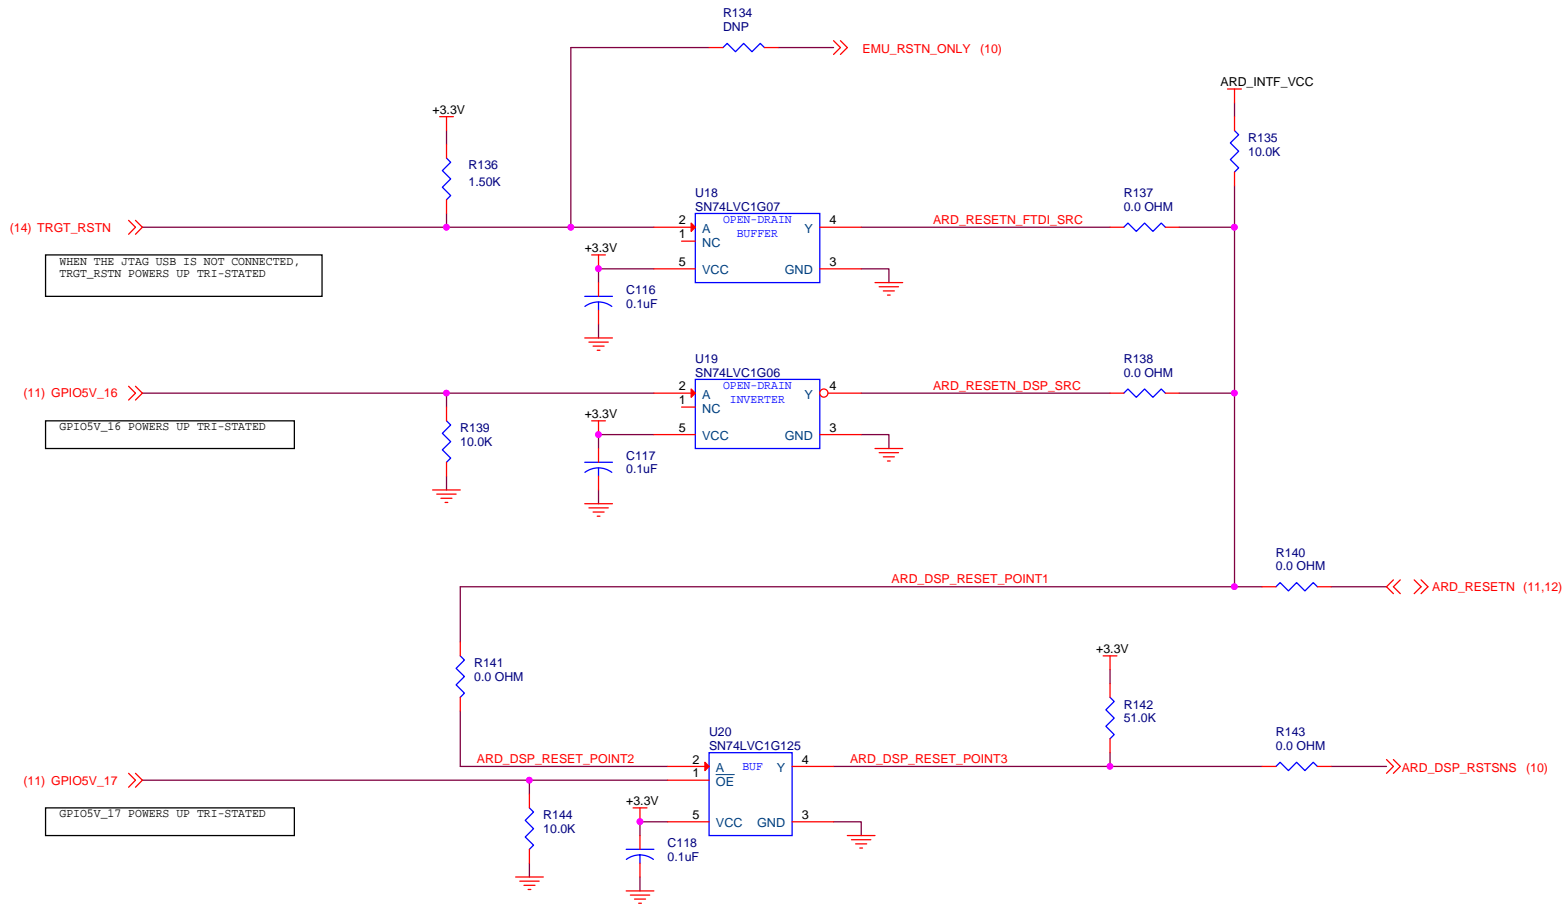 R134
DNP
EMU_RSTN_ONLY (10)
ARD_INTF_VCC
+3.3V
R135
10.0K
R136
1.50K
U18
SN74LVC1G07
R137
0.0 OHM
(14) TRGT_RSTN
2
A
OPEN-DRAIN
BUFFER
Y
4
ARD_RESETN_FTDI_SRC
1
NC
+3.3V
WHEN THE JTAG USB IS NOT CONNECTED,
TRGT_RSTN POWERS UP TRI-STATED
5
VCC
GND
3
C116
0.1uF
U19
SN74LVC1G06
R138
0.0 OHM
(11) GPIO5V_16
2
A
OPEN-DRAIN
INVERTER
Y
4
ARD_RESETN_DSP_SRC
1
NC
+3.3V
GPIO5V_16 POWERS UP TRI-STATED
R139
10.0K
5
VCC
GND
3
C117
0.1uF
R140
0.0 OHM
ARD_DSP_RESET_POINT1
ARD_RESETN (11,12)
+3.3V
R141
0.0 OHM
R142
51.0K
U20
SN74LVC1G125
R143
0.0 OHM
ARD_DSP_RESET_POINT2
2
A
BUF
Y
4
ARD_DSP_RESET_POINT3
ARD_DSP_RSTSNS (10)
(11) GPIO5V_17
1
OE
+3.3V
GPIO5V_17 POWERS UP TRI-STATED
R144
10.0K
5
VCC
GND
3
C118
0.1uF